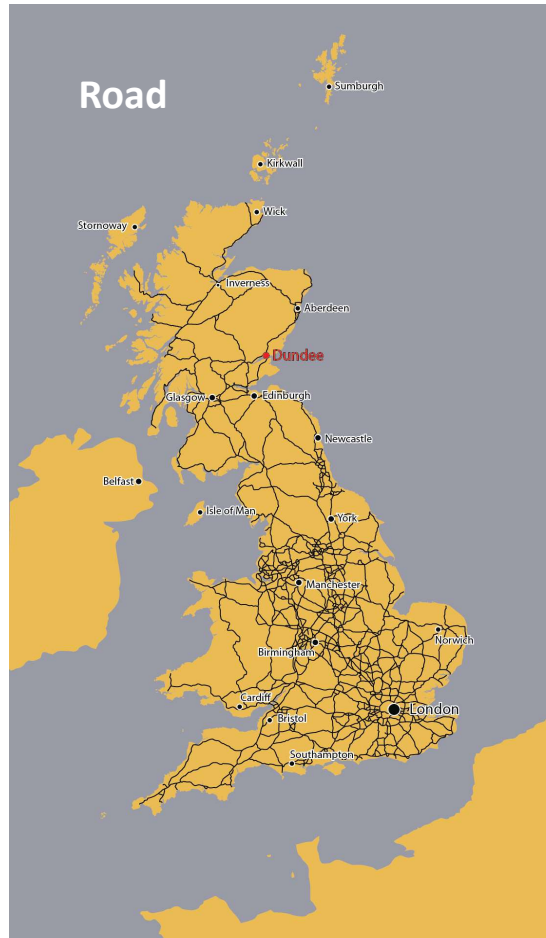 Road
Sumburgh
Kirkwall
Wick
Stornoway
Inverness
Aberdeen
Dundee
Glasgow
Edinburgh
Newcastle
Belfast
Isle of Man
York
Manchester
Norwich
Birmingham
Cardiff
London
Bristol
Southampton